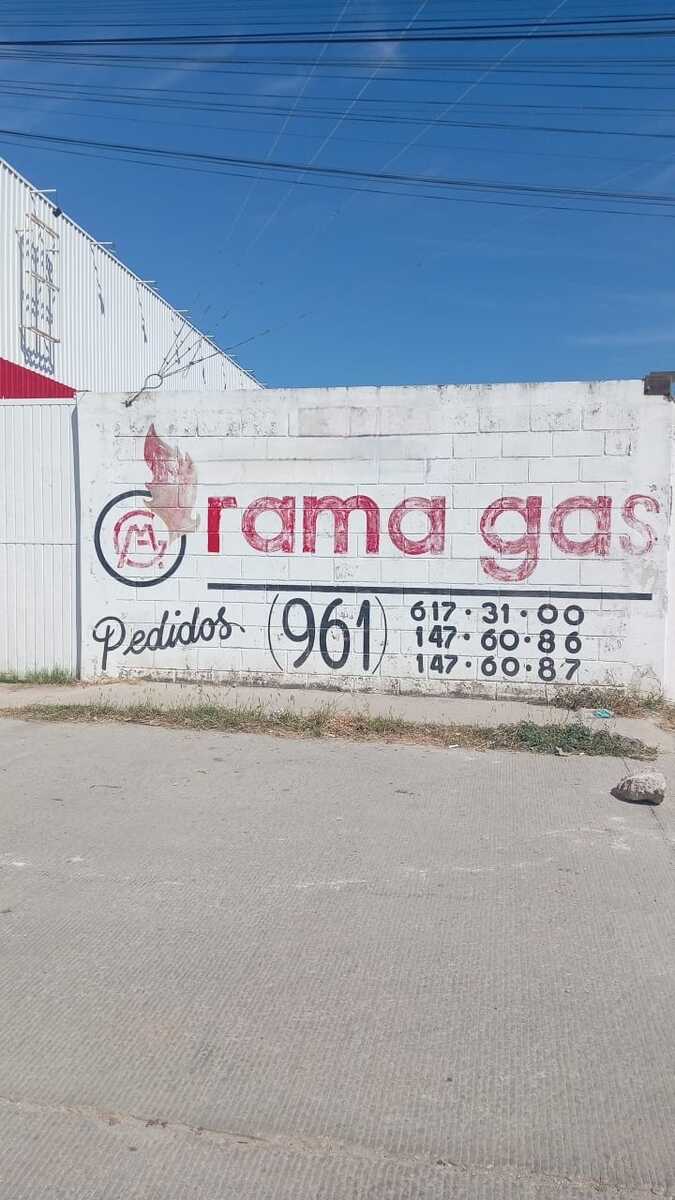 rama gas
Pedidos (961) 617·31·00
147·60·86
147·60·87